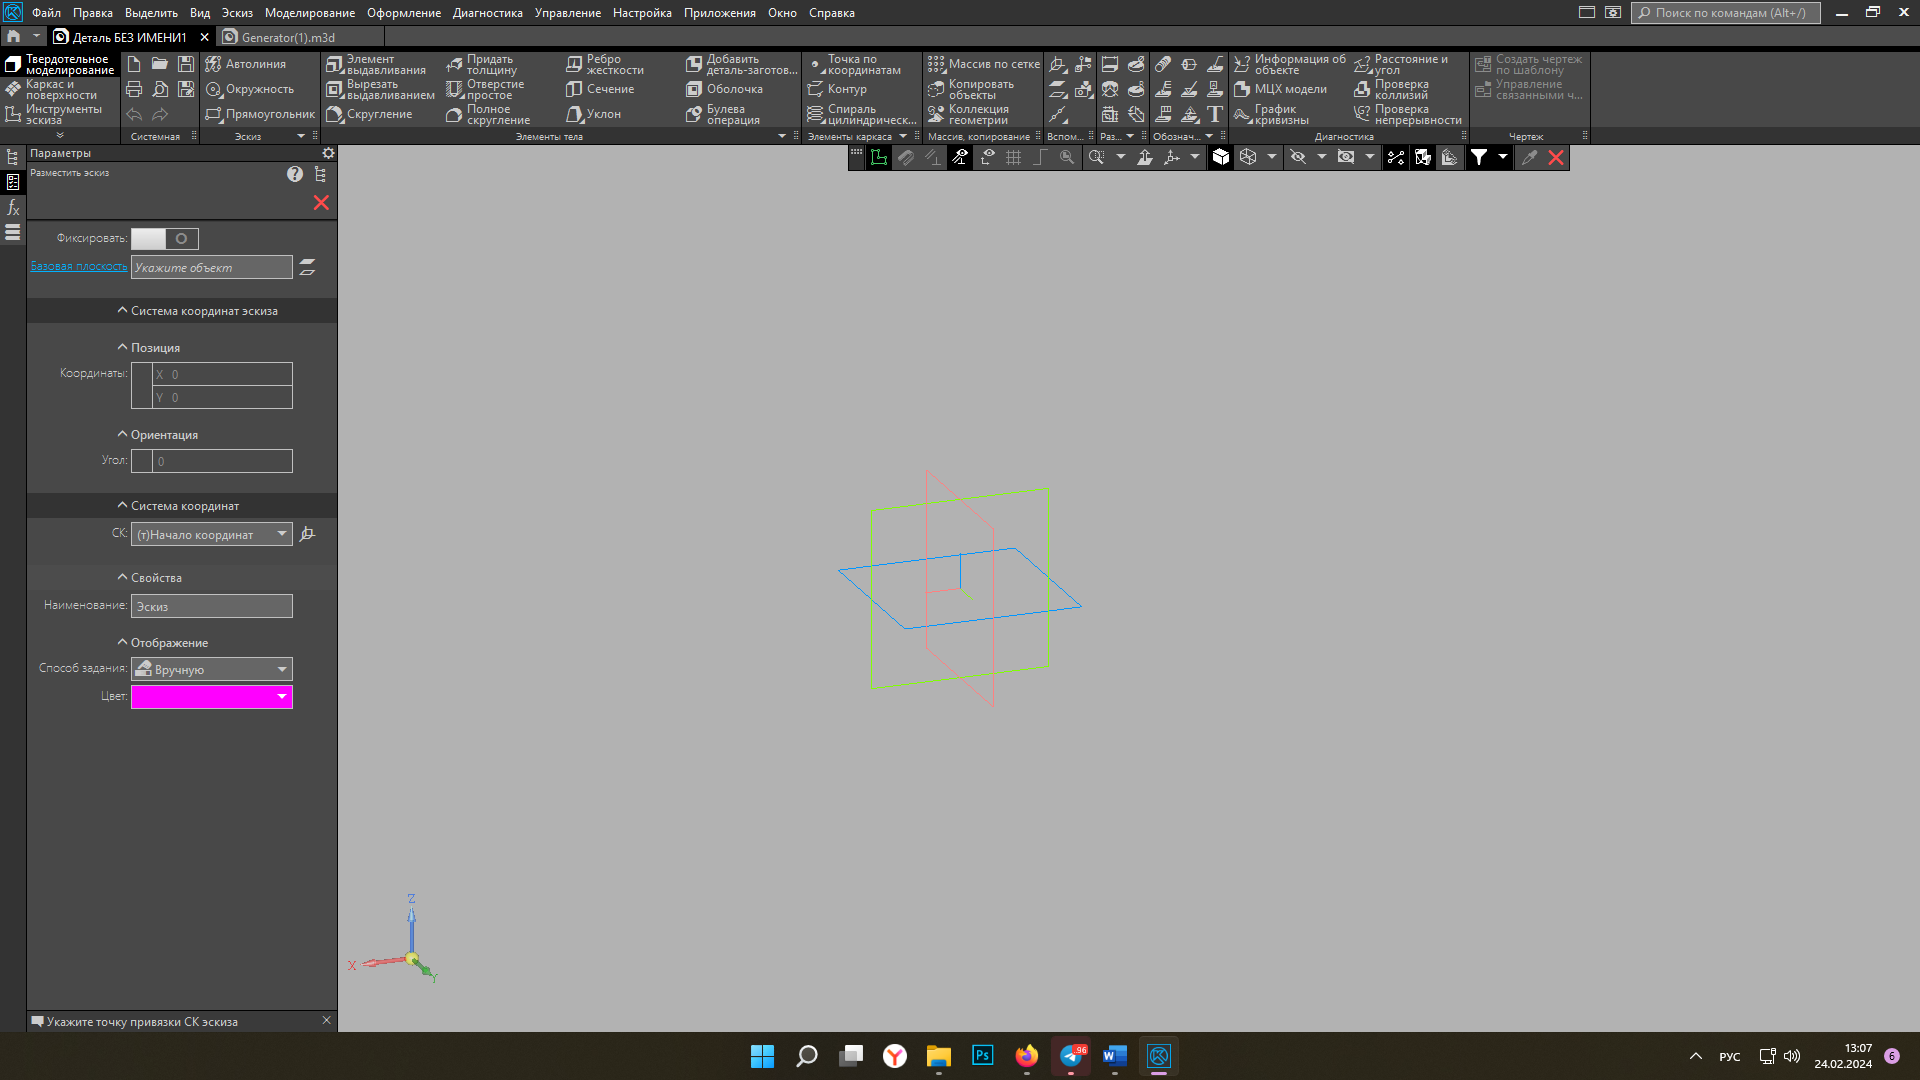 Файл Правка Выделить Вид Эскиз Моделирование Оформление Диагностика Управление Настройка Приложения Окно Справка
Поиск по командам (Alt+/)
Деталь БЕЗ ИМЕНИ1
Generator(1).m3d
Твердотельное
моделирование
Каркас и
поверхности
Инструменты
эскиза
Системная
Автолиния
Окружность
Прямоугольник
Эскиз
Элемент
выдавливания
Вырезать
выдавливанием
Скругление
Придать
толщину
Отверстие
простое
Полное
скругление
Ребро
жесткости
Сечение
Уклон
Добавить
деталь-заготов...
Оболочка
Булева
операция
Элементы тела
Точка по
координатам
Контур
Спираль
цилиндрическ...
Элементы каркаса
Массив по сетке
Копировать
объекты
Коллекция
геометрии
Массив, копирование
Вспом...
Раз...
Обознач...
Информация об
объекте
МЦХ модели
График
кривизны
Расстояние и
угол
Проверка
коллизий
Проверка
непрерывности
Диагностика
Создать чертеж
по шаблону
Управление
связанными ч...
Чертеж
Параметры
Разместить эскиз
Фиксировать:
Базовая плоскость
Укажите объект
Система координат эскиза
Позиция
Координаты:
X 0
Y 0
Ориентация
Угол: 0
Система координат
СК: (т)Начало координат
Свойства
Наименование: Эскиз
Отображение
Способ задания: Вручную
Цвет:
Z
X
Y
Укажите точку привязки СК эскиза
Ps
96
W
РУС
13:07
24.02.2024
6